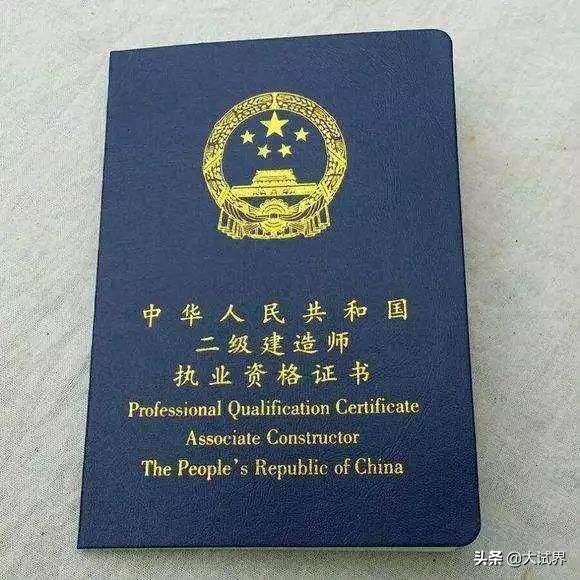 中华人民共和国
二级建造师
执业资格证书
Professional Qualification Certificate
Associate Constructor
The People's Republic of China
头条 @大试界